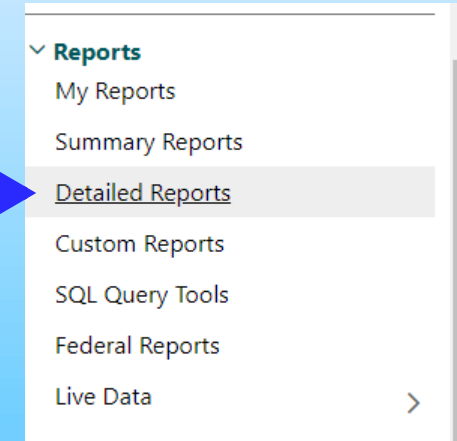 Reports
My Reports
Summary Reports
Detailed Reports
Custom Reports
SQL Query Tools
Federal Reports
Live Data